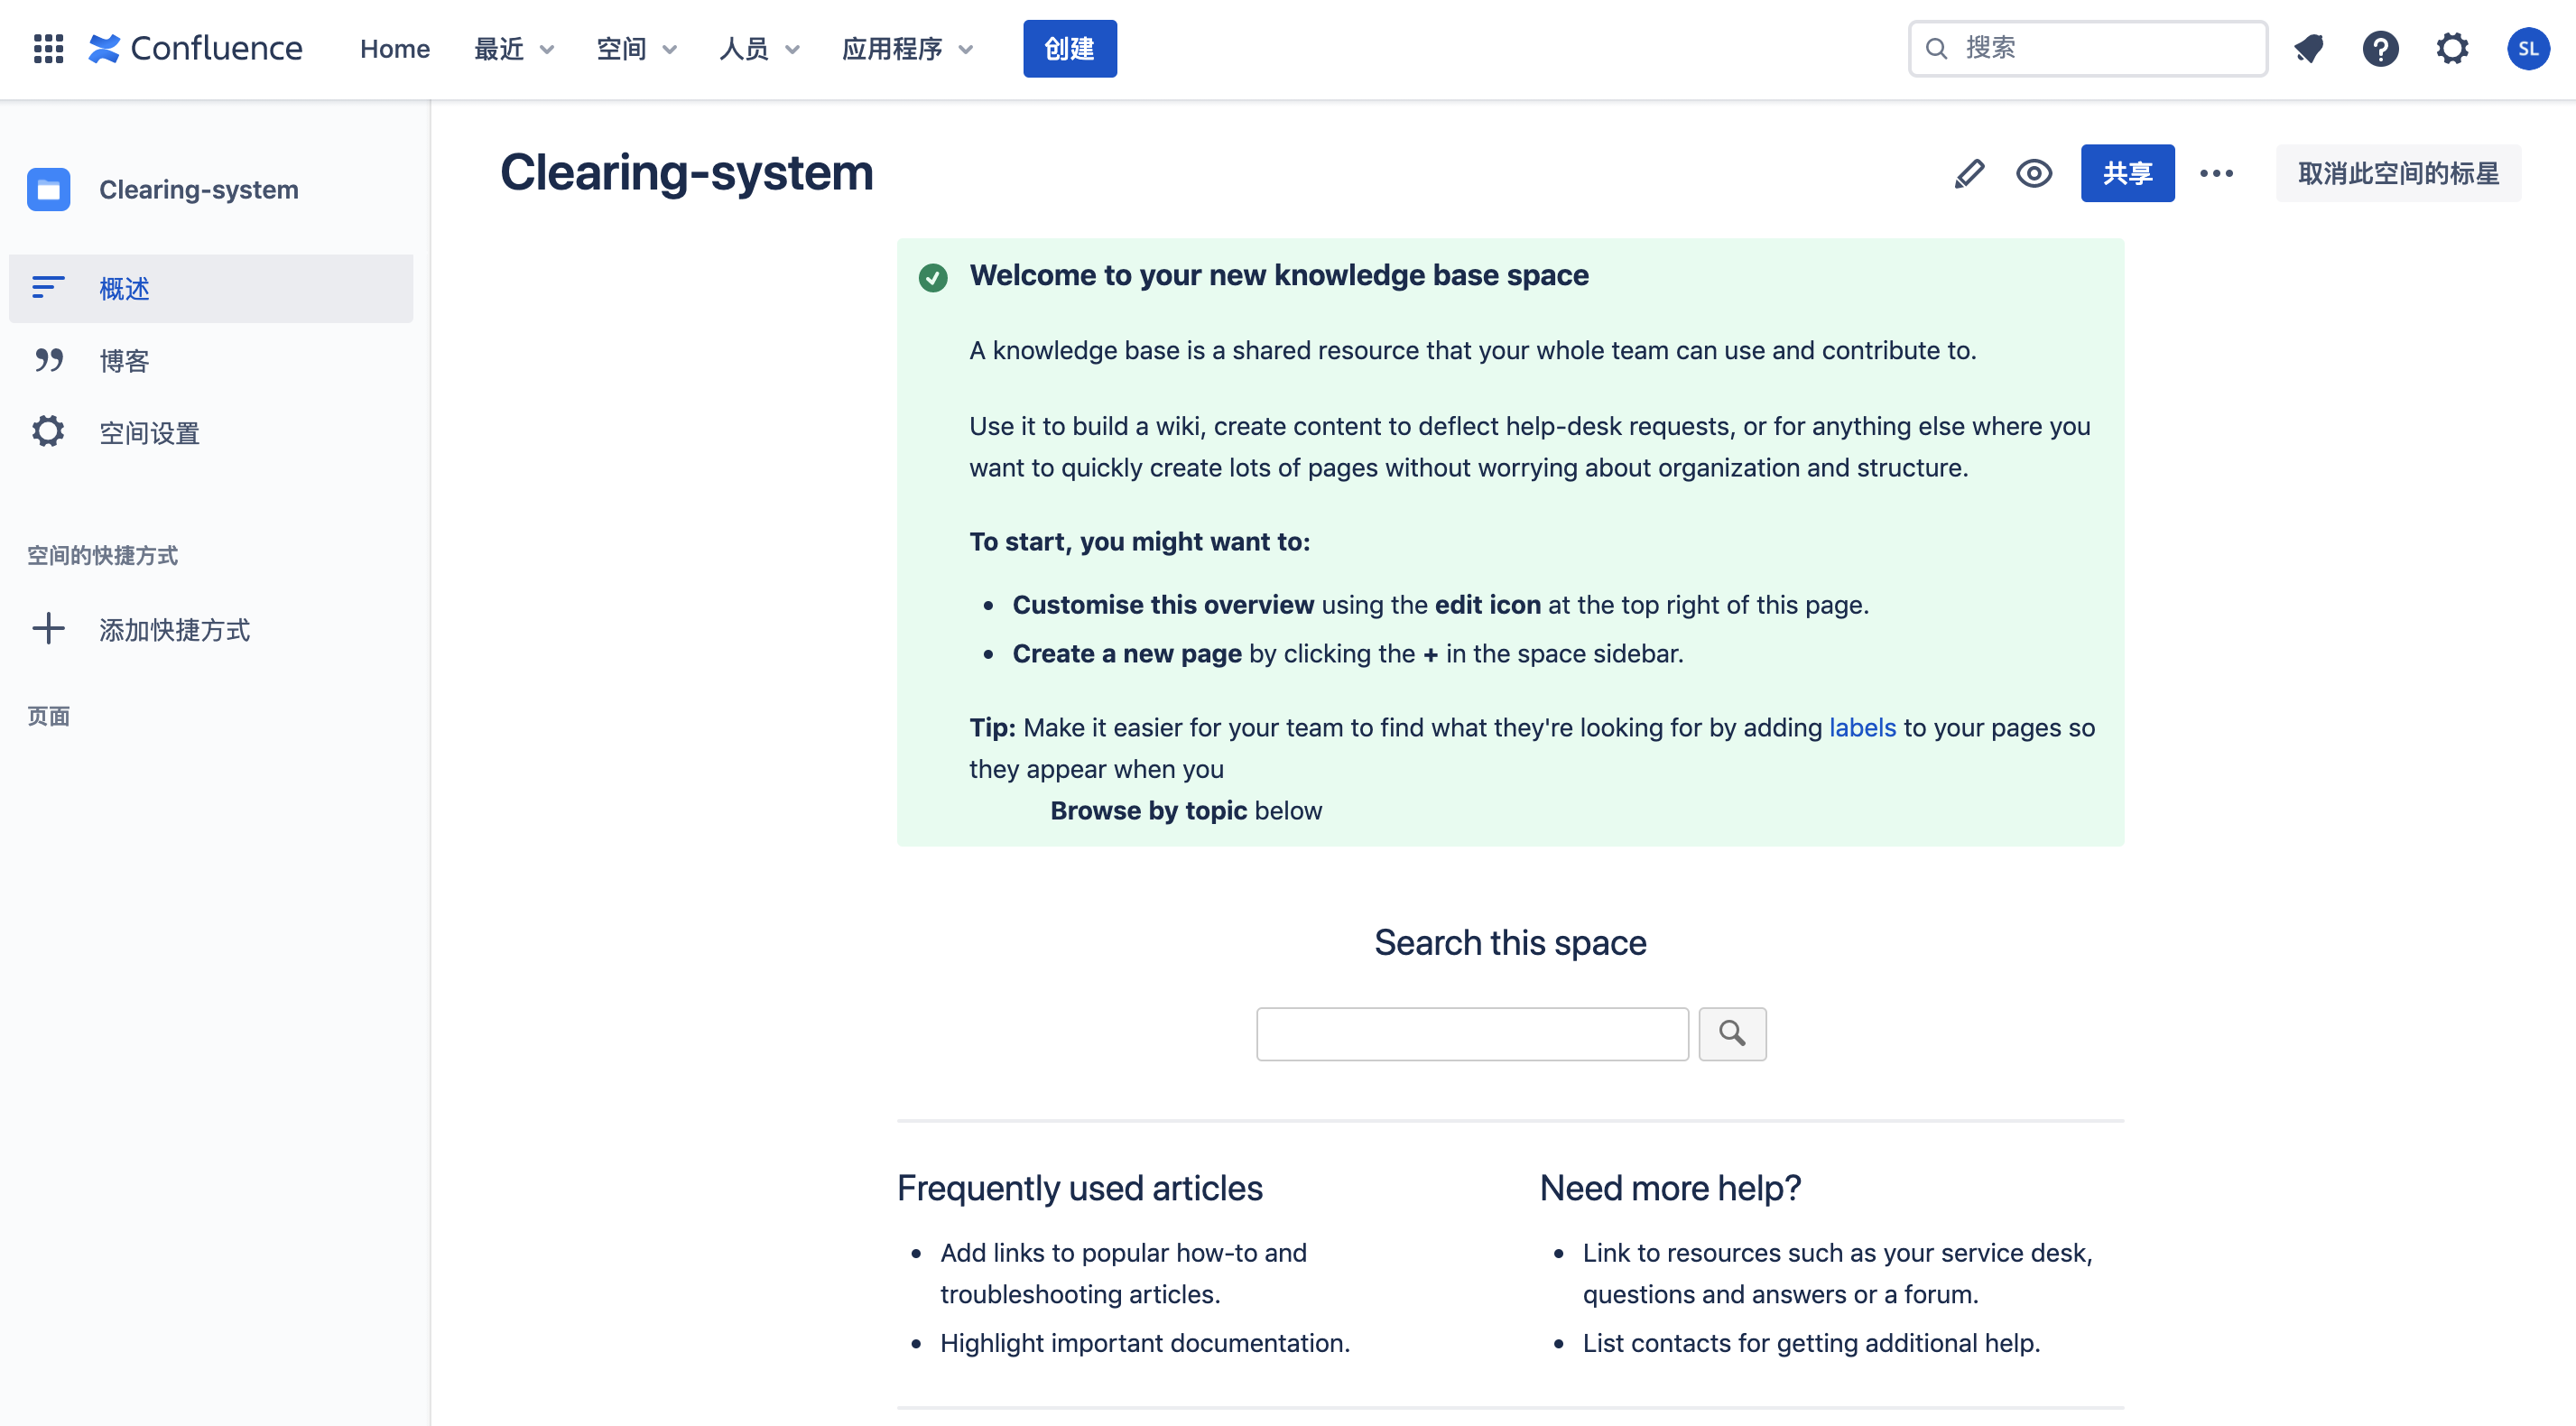 Confluence Home 最近 空间 人员 应用程序 创建 搜索 SL
Clearing-system
概述
博客
空间设置
空间的快捷方式
添加快捷方式
页面
Clearing-system 共享 取消此空间的标星
Welcome to your new knowledge base space
A knowledge base is a shared resource that your whole team can use and contribute to.
Use it to build a wiki, create content to deflect help-desk requests, or for anything else where you
want to quickly create lots of pages without worrying about organization and structure.
To start, you might want to:
• Customise this overview using the edit icon at the top right of this page.
• Create a new page by clicking the + in the space sidebar.
Tip: Make it easier for your team to find what they're looking for by adding labels to your pages so
they appear when you
Browse by topic below
Search this space
Frequently used articles
• Add links to popular how-to and
troubleshooting articles.
• Highlight important documentation.
Need more help?
• Link to resources such as your service desk,
questions and answers or a forum.
• List contacts for getting additional help.